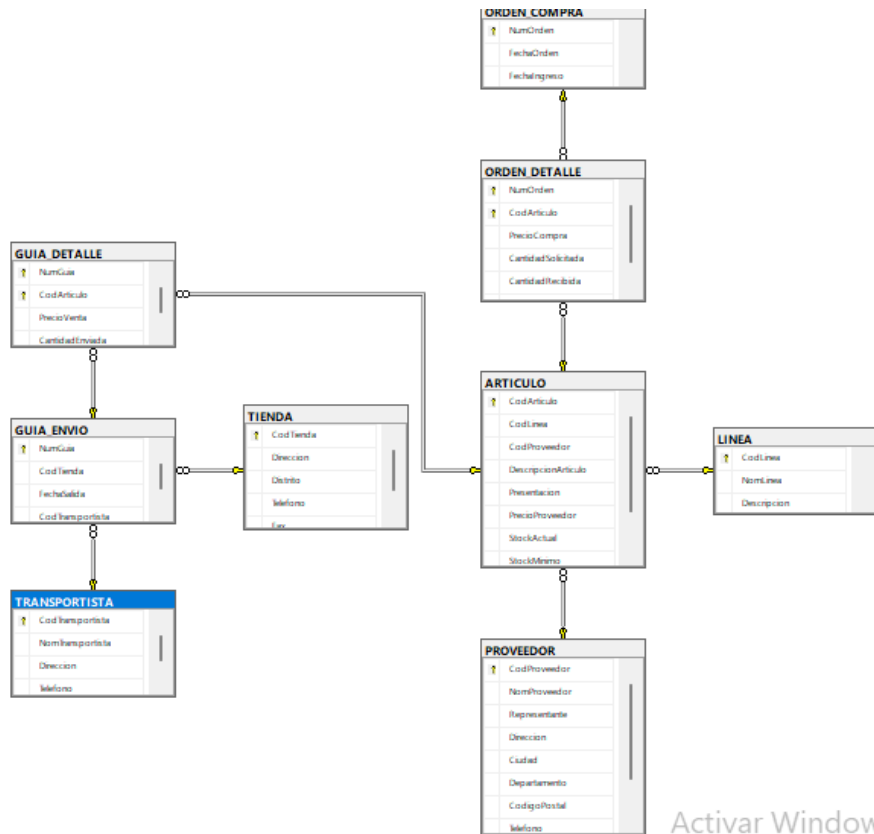 ORDEN_COMPRA
NumOrden
FechaOrden
FechaIngreso
ORDEN_DETALLE
NumOrden
CodArticulo
PrecioCompra
CantidadSolicitada
CantidadRecibida
GUIA_DETALLE
NumGuia
CodArticulo
PrecioVenta
CantidadEnviada
ARTICULO
CodArticulo
CodLinea
CodProveedor
DescripcionArticulo
Presentacion
PrecioProveedor
StockActual
StockMinimo
GUIA_ENVIO
NumGuia
CodTienda
FechaSalida
CodTransportista
TIENDA
CodTienda
Direccion
Distrito
Telefono
Fax
LINEA
CodLinea
NomLinea
Descripcion
TRANSPORTISTA
CodTransportista
NomTransportista
Direccion
Telefono
PROVEEDOR
CodProveedor
NomProveedor
Representante
Direccion
Ciudad
Departamento
CodigoPostal
Telefono
Activar Window